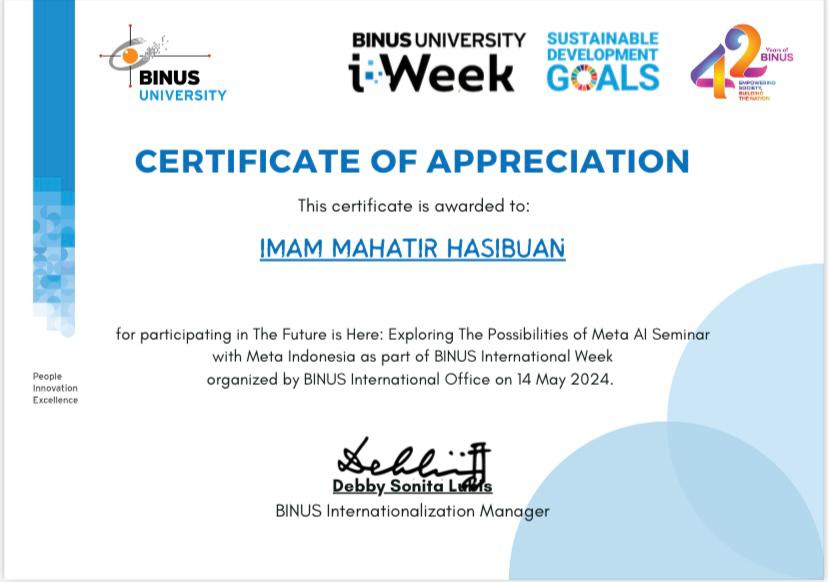 BINUS
UNIVERSITY
BINUS UNIVERSITY
i-Week
SUSTAINABLE
DEVELOPMENT
GOALS
42
Years of
BINUS
EMPOWERING
SOCIETY,
BUILDING
THE NATION
CERTIFICATE OF APPRECIATION
This certificate is awarded to:
IMAM MAHATIR HASIBUAN
for participating in The Future is Here: Exploring The Possibilities of Meta AI Seminar
with Meta Indonesia as part of BINUS International Week
organized by BINUS International Office on 14 May 2024.
People
Innovation
Excellence
Debby Sonita Lubis
BINUS Internationalization Manager